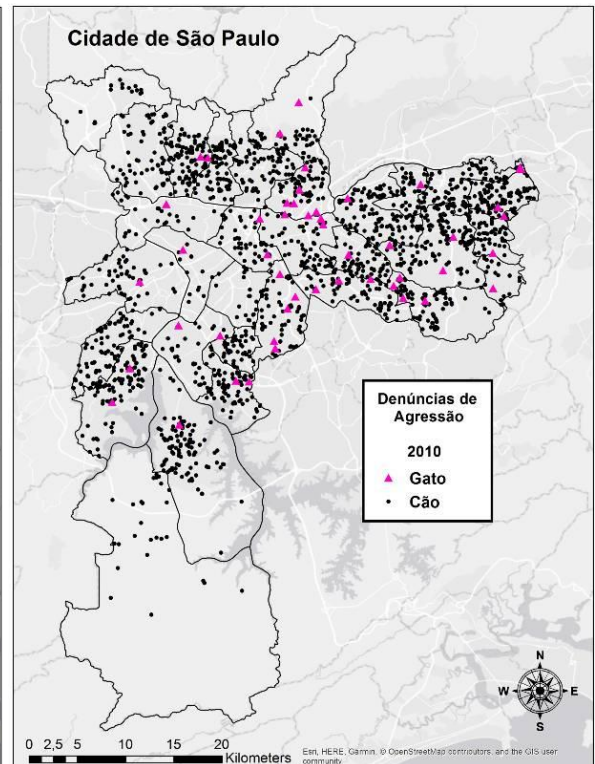 Cidade de São Paulo
Denúncias de
Agressão
2010
Gato
Cão
N
W E
S
0 2,5 5 10 15 20
Kilometers
Esri, HERE, Garmin, © OpenStreetMap contributors, and the GIS user
community